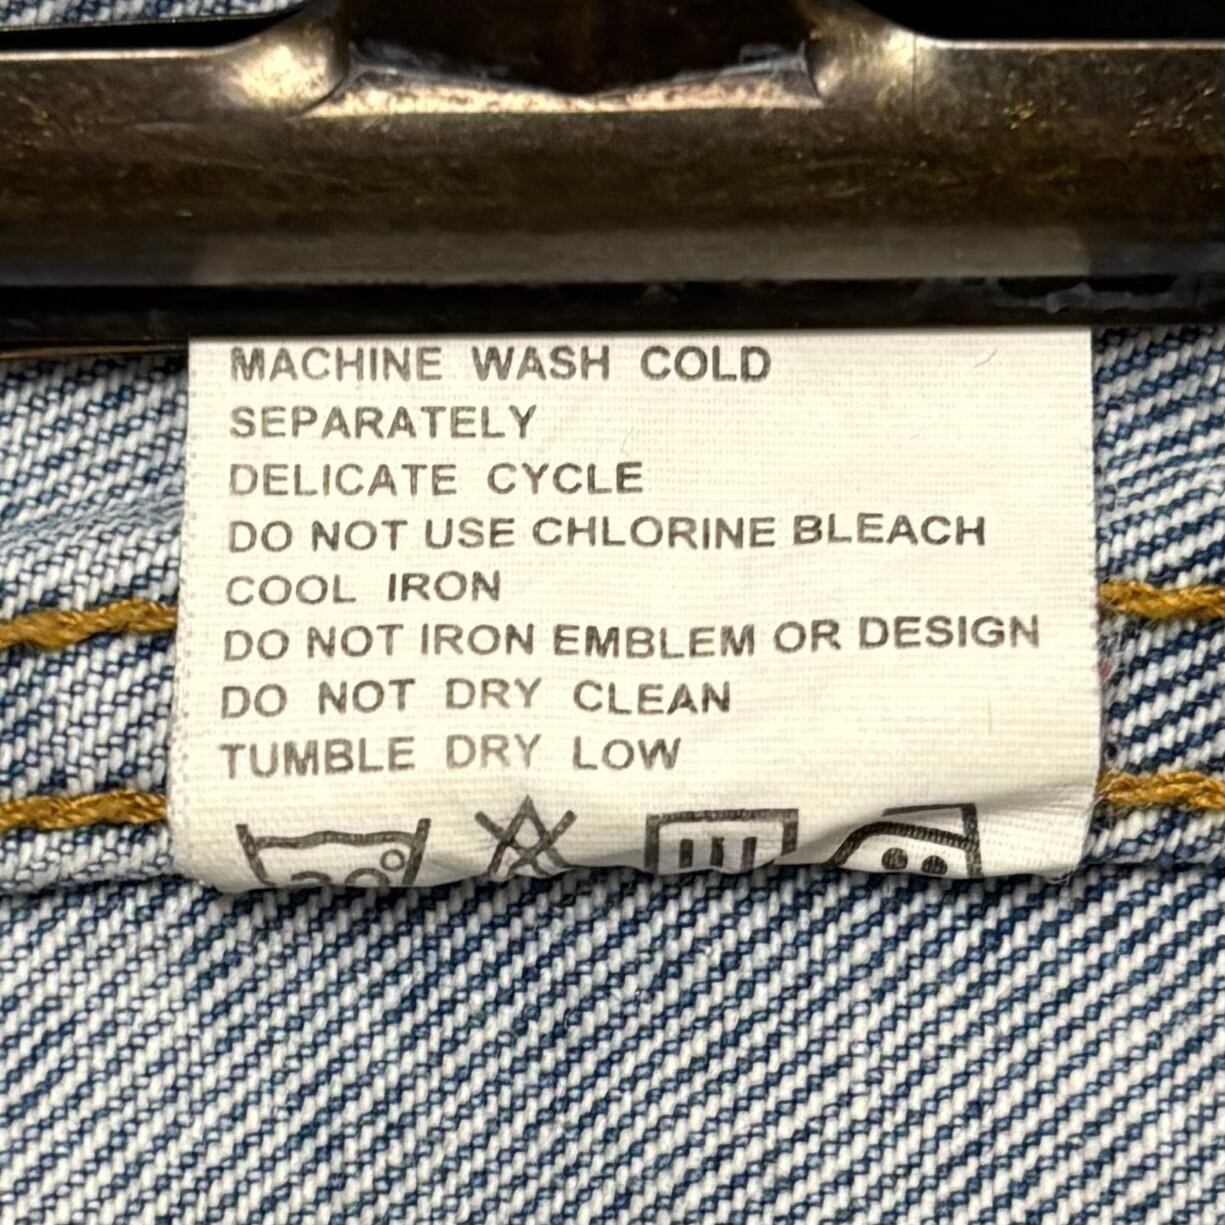 MACHINE WASH COLD
SEPARATELY
DELICATE CYCLE
DO NOT USE CHLORINE BLEACH
COOL IRON
DO NOT IRON EMBLEM OR DESIGN
DO NOT DRY CLEAN
TUMBLE DRY LOW